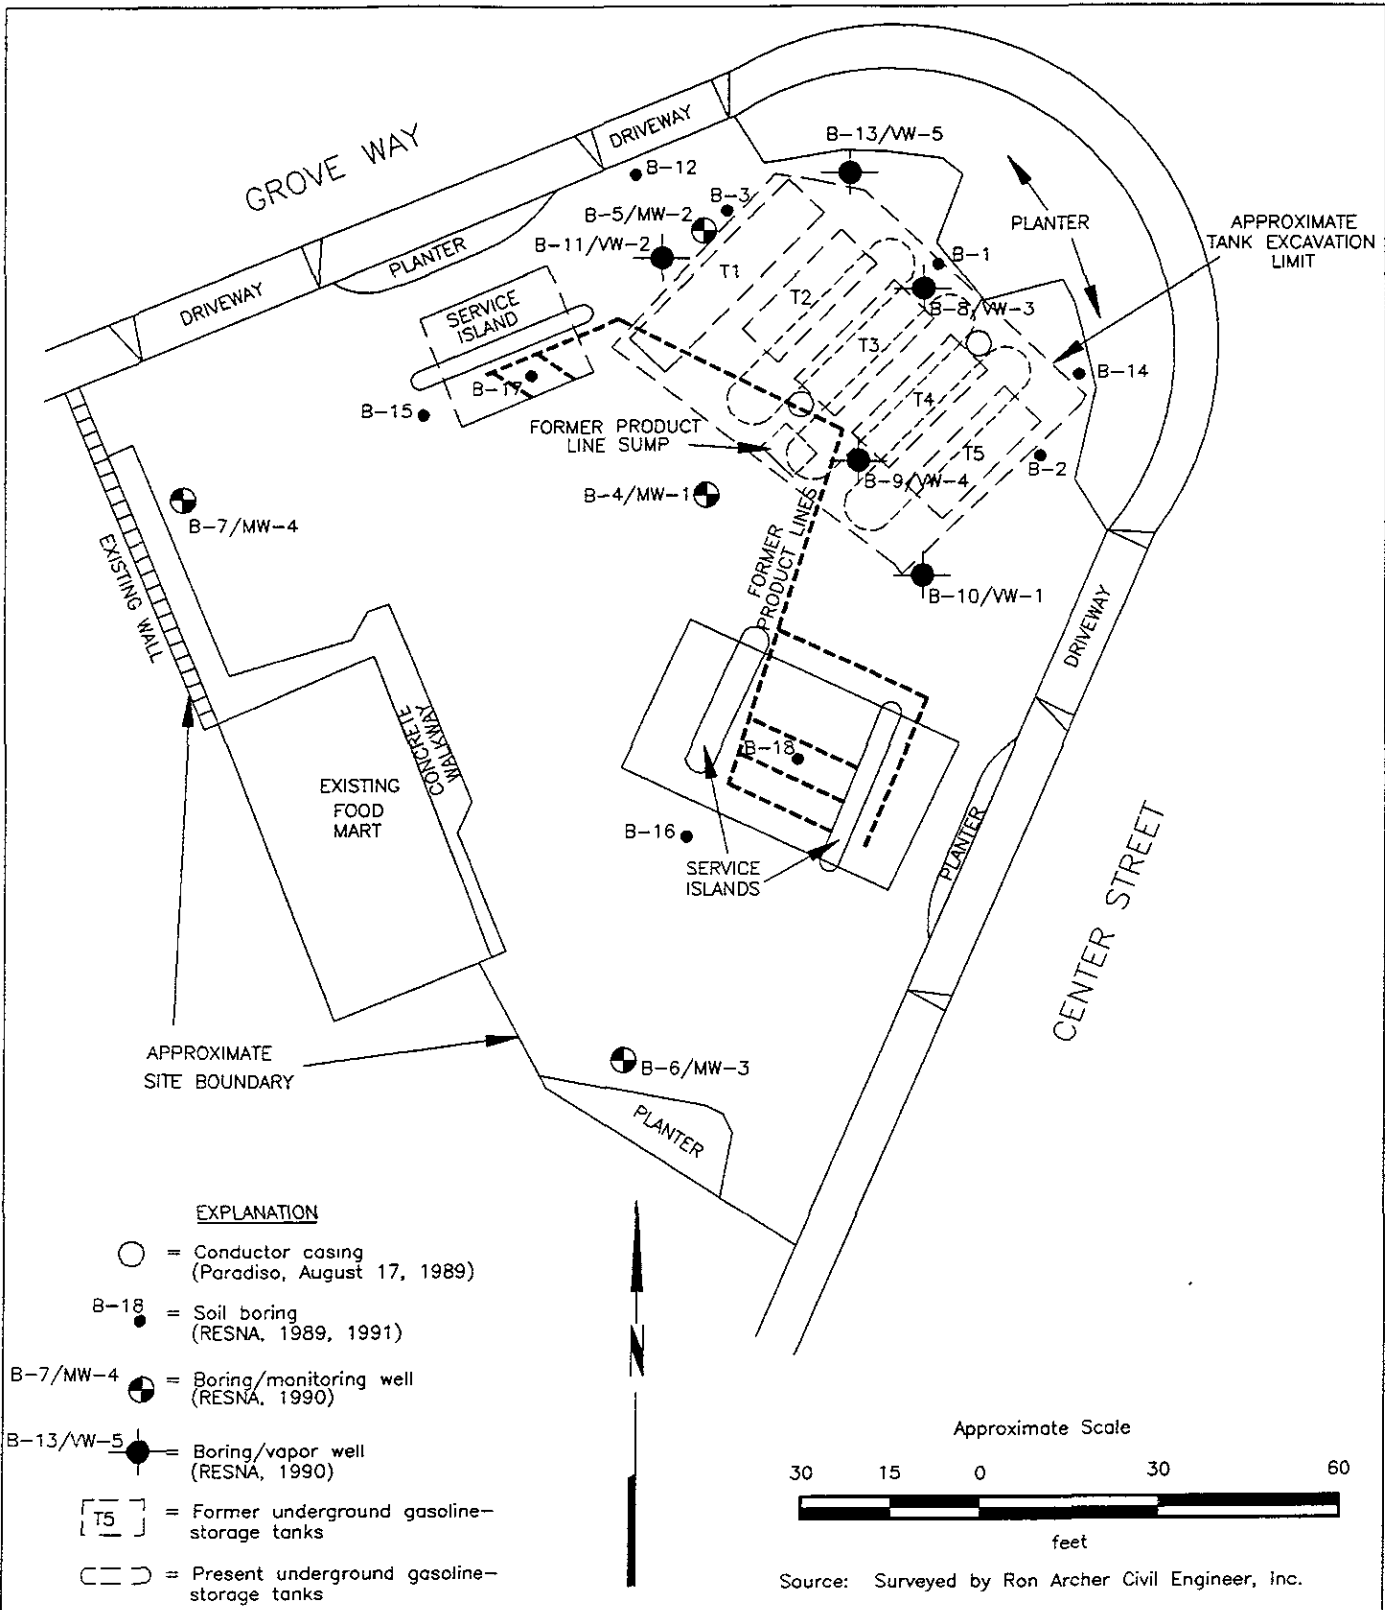 GROVE WAY
DRIVEWAY
DRIVEWAY
PLANTER
B-12
B-3
B-5/MW-2
B-11/VW-2
B-13/VW-5
PLANTER
APPROXIMATE
TANK EXCAVATION
LIMIT
B-1
B-8/VW-3
T1
T2
T3
T4
T5
SERVICE
ISLAND
B-17
B-15
B-14
B-2
FORMER PRODUCT
LINE SUMP
B-9/VW-4
B-4/MW-1
B-7/MW-4
EXISTING WALL
FORMER
PRODUCT LINES
B-10/VW-1
DRIVEWAY
CONCRETE
WALKWAY
EXISTING
FOOD
MART
B-18
B-16
SERVICE
ISLANDS
PLANTER
CENTER STREET
APPROXIMATE
SITE BOUNDARY
B-6/MW-3
PLANTER
EXPLANATION
= Conductor casing
(Paradiso, August 17, 1989)
B-18
= Soil boring
(RESNA, 1989, 1991)
B-7/MW-4
= Boring/monitoring well
(RESNA, 1990)
B-13/VW-5
= Boring/vapor well
(RESNA, 1990)
T5
= Former underground gasoline-
storage tanks
= Present underground gasoline-
storage tanks
N
Approximate Scale
30 15 0 30 60
feet
Source: Surveyed by Ron Archer Civil Engineer, Inc.